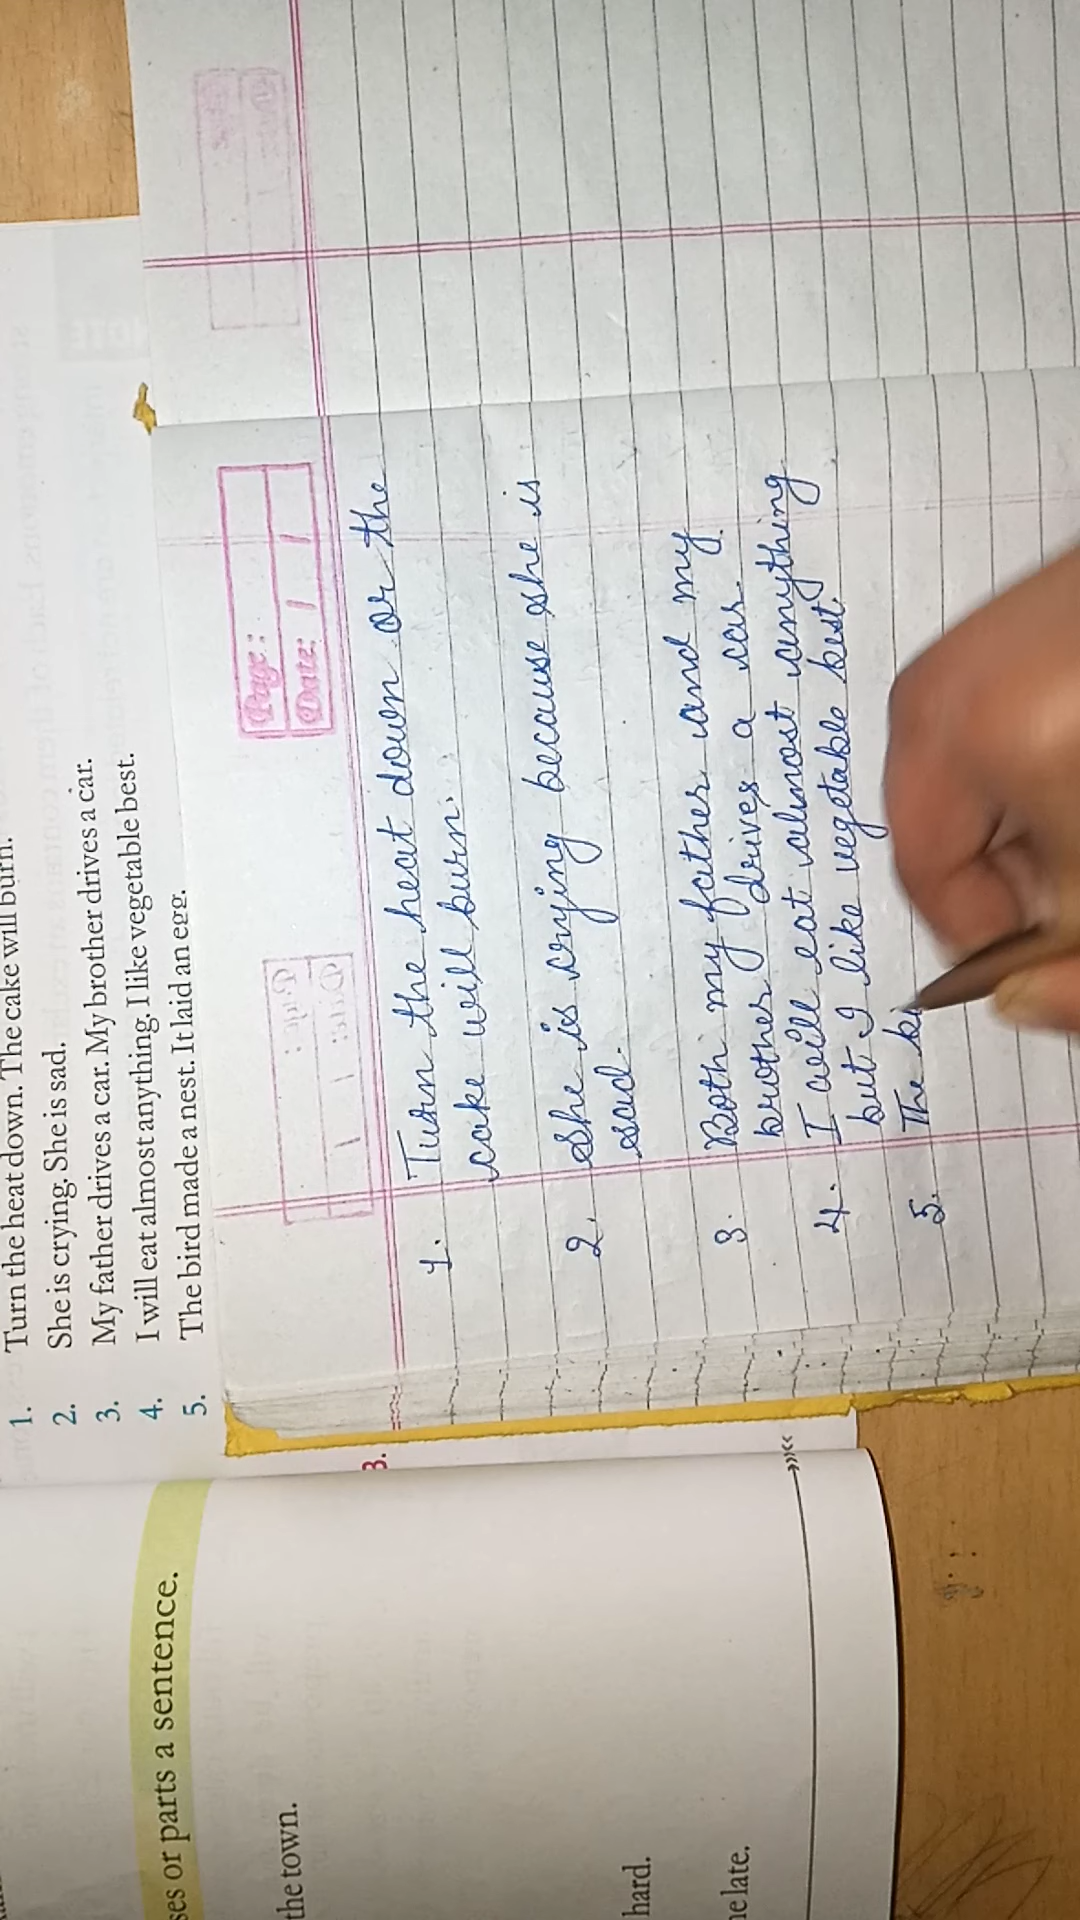 1. Turn the heat down. The cake will burn.
2. She is crying. She is sad.
3. My father drives a car. My brother drives a car.
4. I will eat almost anything. I like vegetable best.
5. The bird made a nest. It laid an egg.
Page:
Date: / /
1. Turn the heat down or the
cake will burn.
2. She is crying because she is
sad.
3. Both my father and my
brother drives a car.
4. I will eat almost anything
but I like vegetable best.
5. The bi
B.
ses or parts a sentence.
the town.
hard.
late.